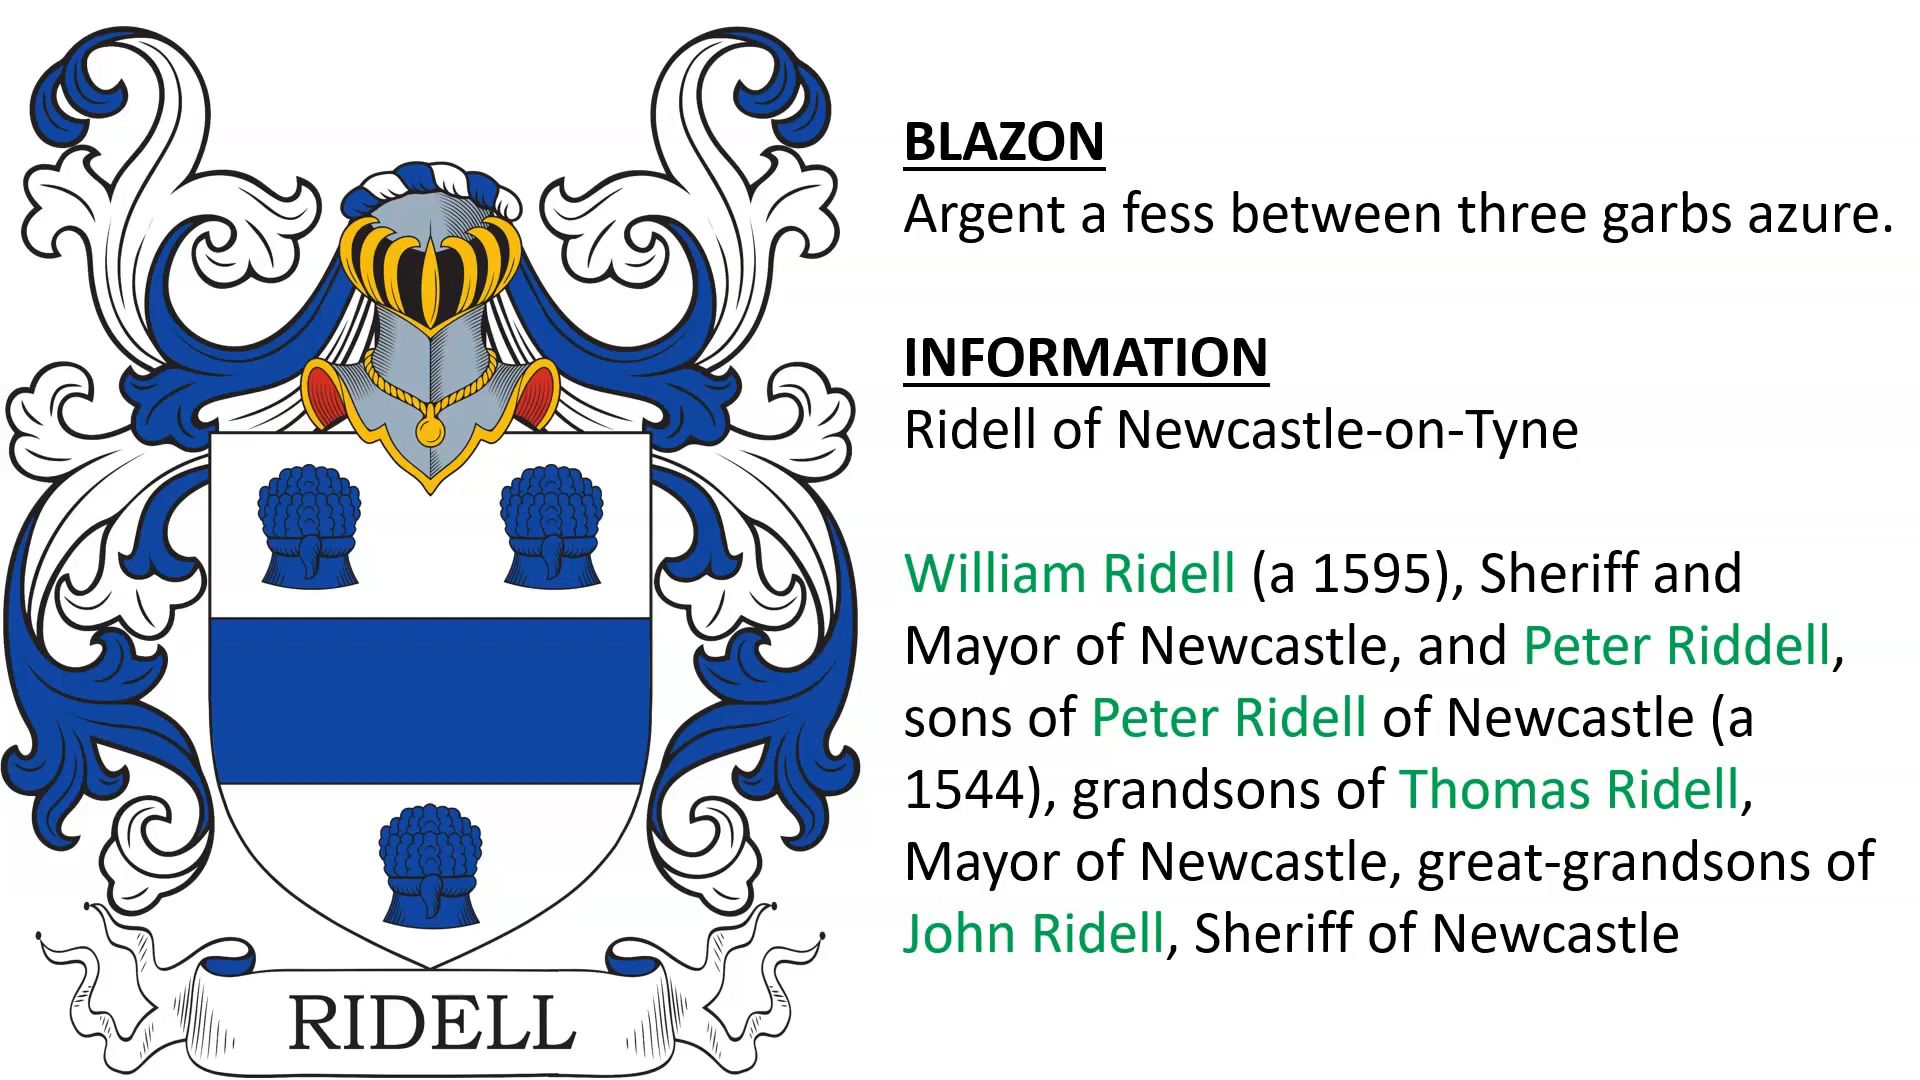 BLAZON
Argent a fess between three garbs azure.
INFORMATION
Ridell of Newcastle-on-Tyne
William Ridell (a 1595), Sheriff and
Mayor of Newcastle, and Peter Riddell,
sons of Peter Ridell of Newcastle (a
1544), grandsons of Thomas Ridell,
Mayor of Newcastle, great-grandsons of
John Ridell, Sheriff of Newcastle
RIDELL